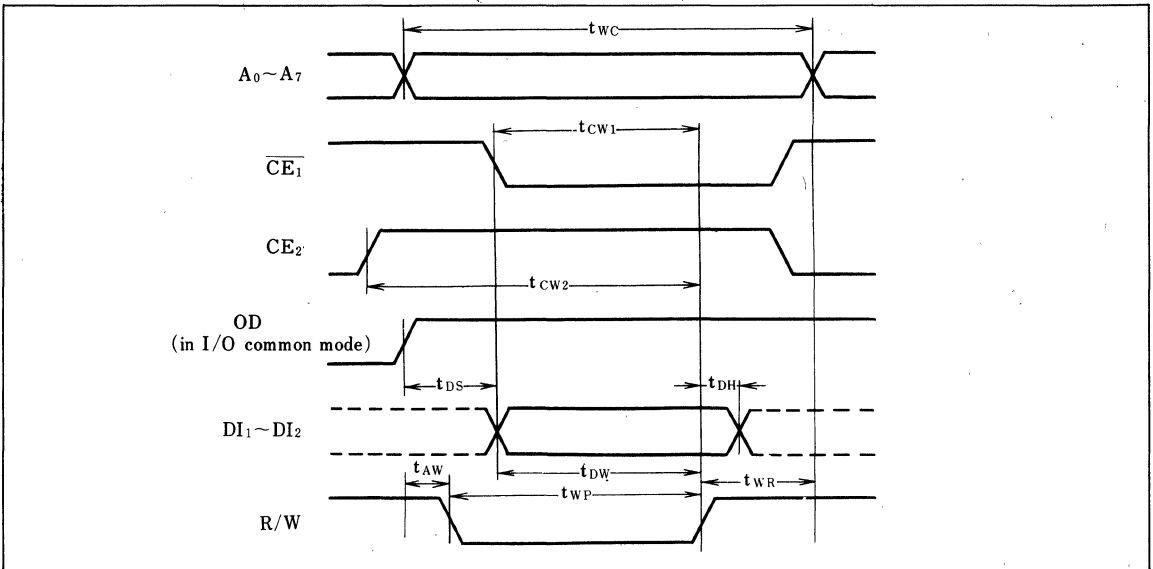 tWC
A0~A7
tCW1
CE1
CE2
tCW2
OD
(in I/O common mode)
tDS
tDH
DI1~DI2
tAW
tDW
tWR
tWP
R/W